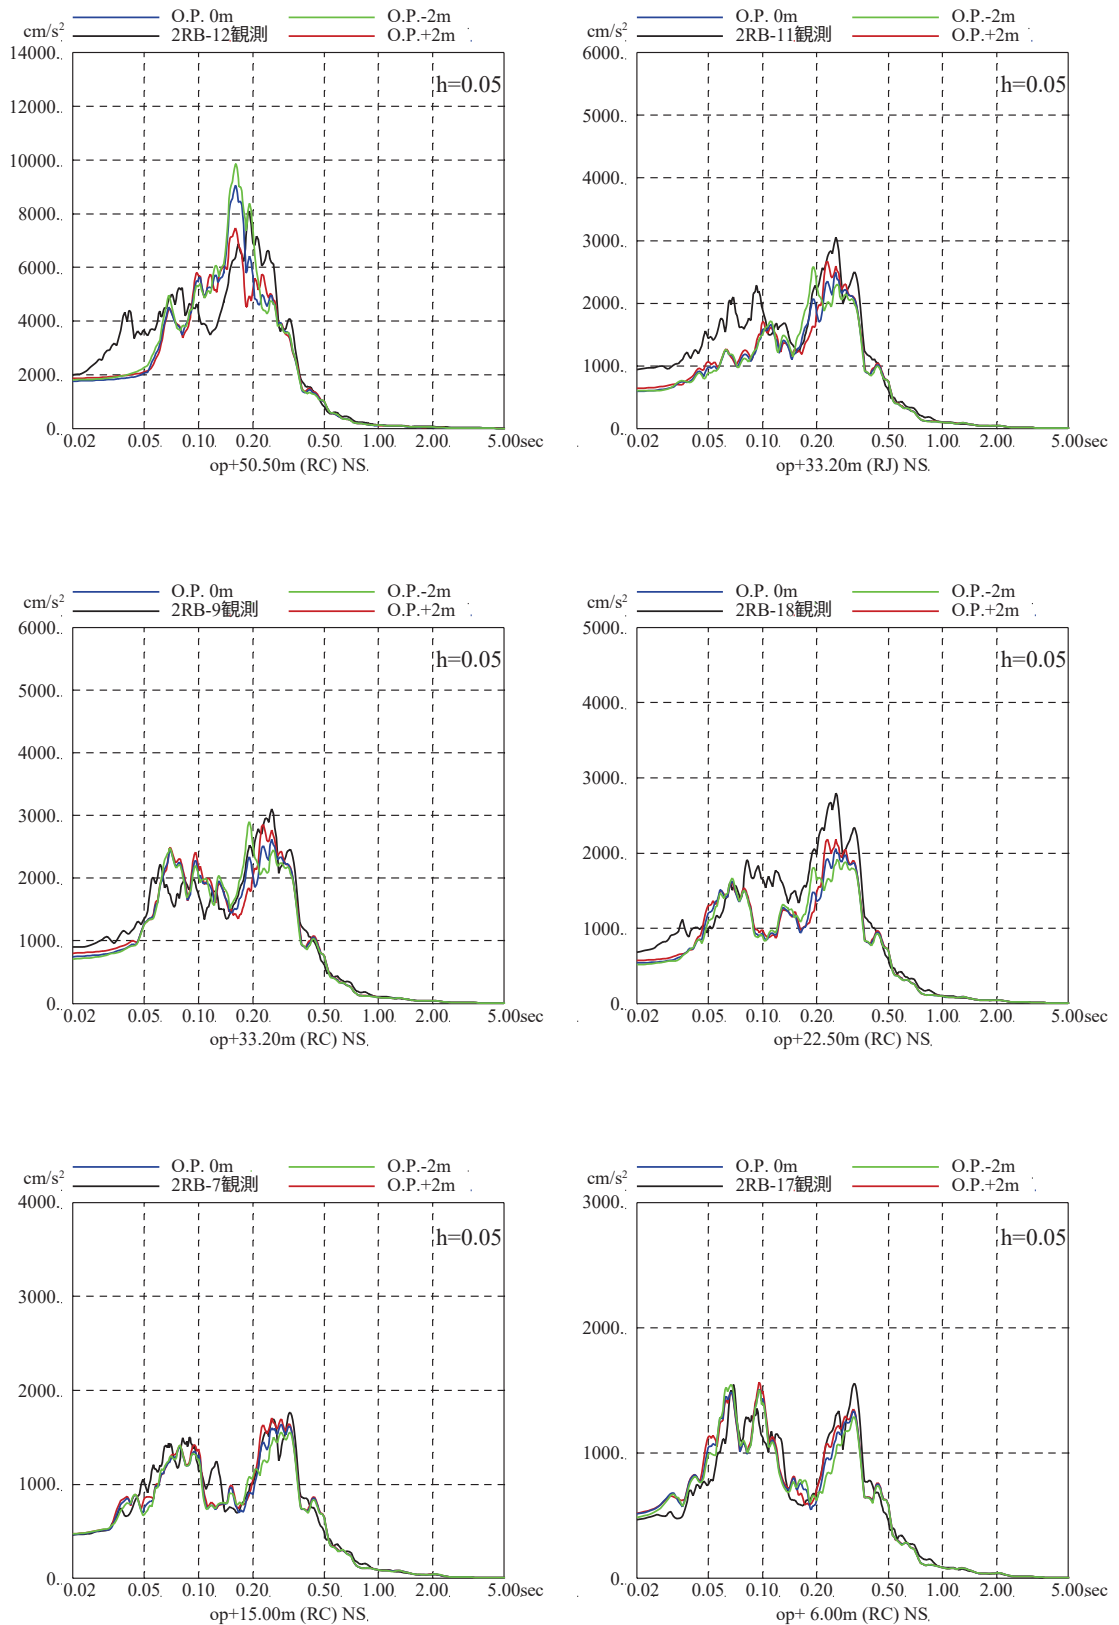 O.P. 0m O.P.-2m
cm/s2 2RB-12観測 O.P.+2m
14000.
h=0.05
12000.
10000.
8000.
6000.
4000.
2000.
0.
0.02 0.05 0.10 0.20 0.50 1.00 2.00 5.00sec
op+50.50m (RC) NS
O.P. 0m O.P.-2m
cm/s2 2RB-11観測 O.P.+2m
6000.
h=0.05
5000.
4000.
3000.
2000.
1000.
0.
0.02 0.05 0.10 0.20 0.50 1.00 2.00 5.00sec
op+33.20m (RJ) NS
O.P. 0m O.P.-2m
cm/s2 2RB-9観測 O.P.+2m
6000.
h=0.05
5000.
4000.
3000.
2000.
1000.
0.
0.02 0.05 0.10 0.20 0.50 1.00 2.00 5.00sec
op+33.20m (RC) NS
O.P. 0m O.P.-2m
cm/s2 2RB-18観測 O.P.+2m
5000.
h=0.05
4000.
3000.
2000.
1000.
0.
0.02 0.05 0.10 0.20 0.50 1.00 2.00 5.00sec
op+22.50m (RC) NS
O.P. 0m O.P.-2m
cm/s2 2RB-7観測 O.P.+2m
4000.
h=0.05
3000.
2000.
1000.
0.
0.02 0.05 0.10 0.20 0.50 1.00 2.00 5.00sec
op+15.00m (RC) NS
O.P. 0m O.P.-2m
cm/s2 2RB-17観測 O.P.+2m
3000.
h=0.05
2000.
1000.
0.
0.02 0.05 0.10 0.20 0.50 1.00 2.00 5.00sec
op+ 6.00m (RC) NS